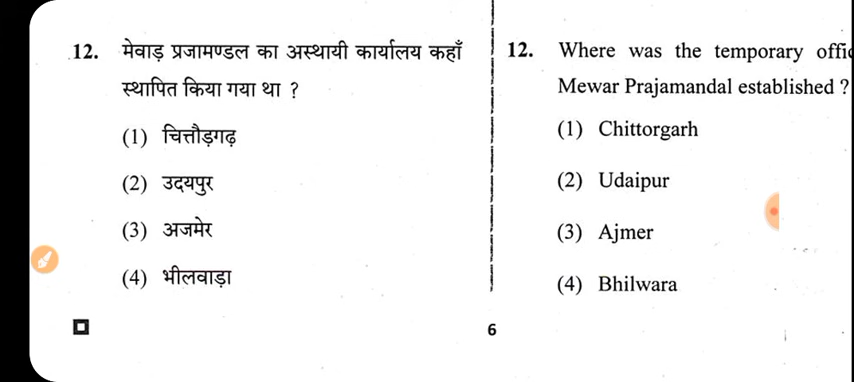 12. मेवाड़ प्रजामण्डल का अस्थायी कार्यालय कहाँ
स्थापित किया गया था ?
(1) चित्तौड़गढ़
(2) उदयपुर
(3) अजमेर
(4) भीलवाड़ा
12. Where was the temporary offic
Mewar Prajamandal established ?
(1) Chittorgarh
(2) Udaipur
(3) Ajmer
(4) Bhilwara
6